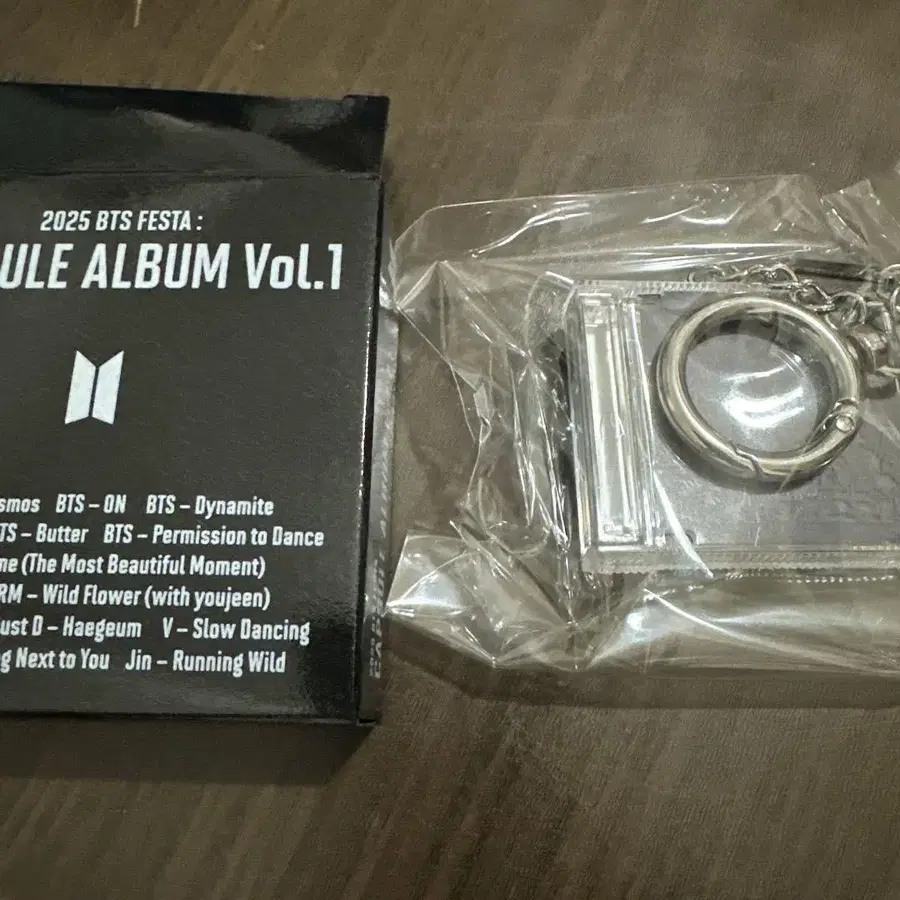 2025 BTS FESTA :
ULE ALBUM Vol.1
smos BTS – ON BTS – Dynamite
TS – Butter BTS – Permission to Dance
me (The Most Beautiful Moment)
RM – Wild Flower (with youjeen)
ust D – Haegeum V – Slow Dancing
g Next to You Jin – Running Wild